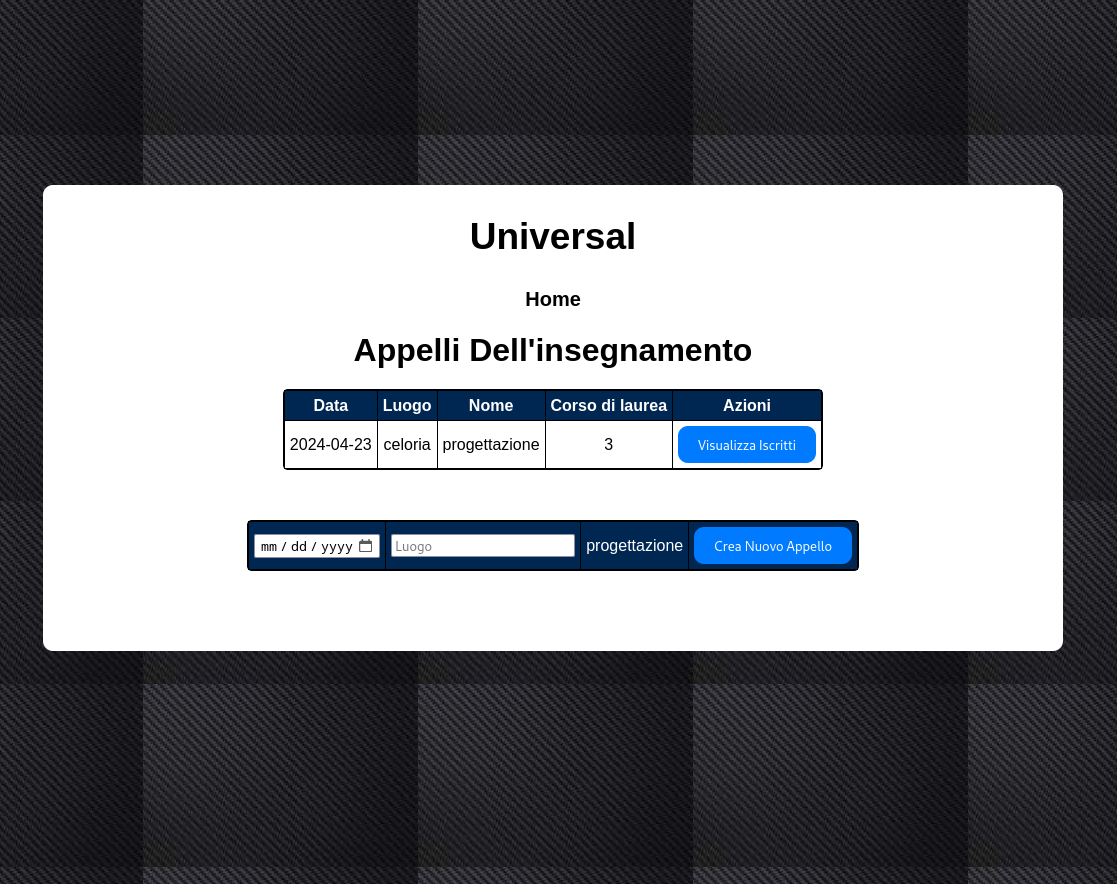 Universal
Home
Appelli Dell'insegnamento
Data Luogo Nome Corso di laurea Azioni
2024-04-23 celoria progettazione 3 Visualizza Iscritti
mm / dd / yyyy Luogo progettazione Crea Nuovo Appello